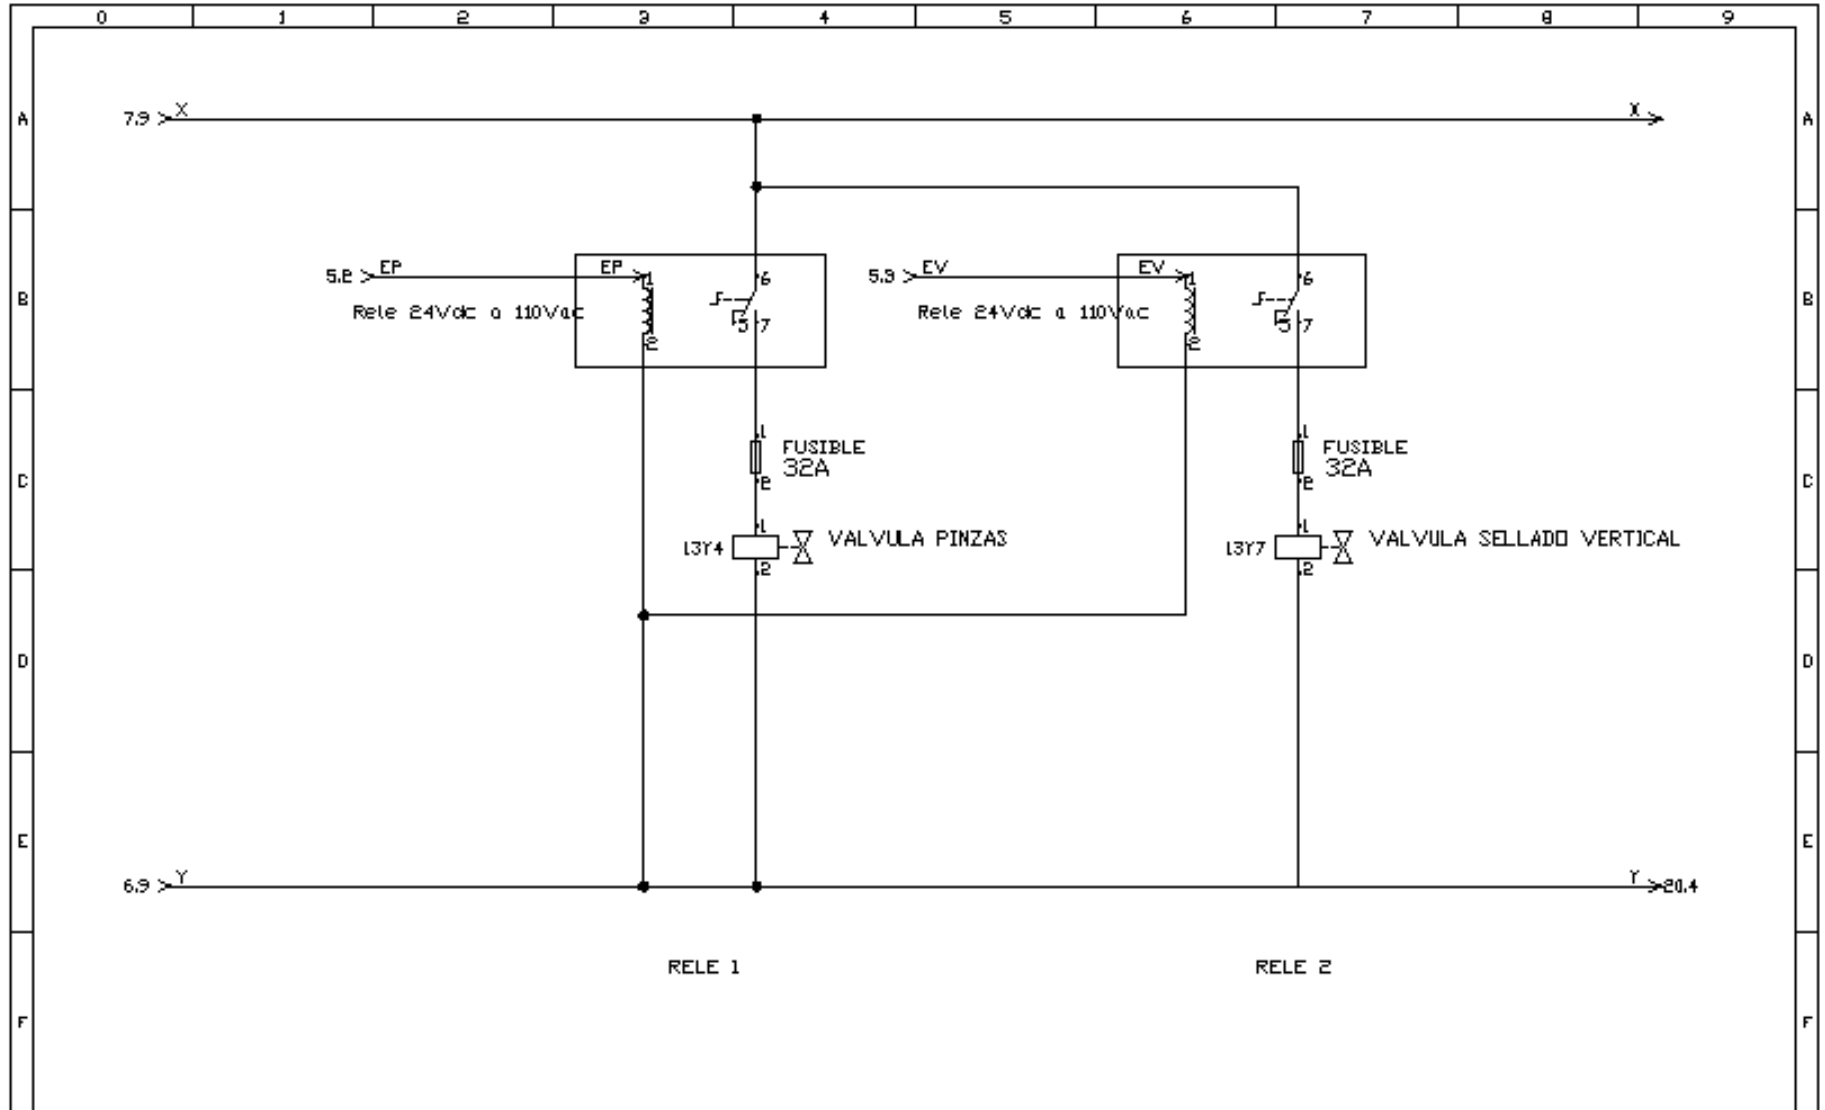 0 1 2 3 4 5 6 7 8 9
A X X A
7.9
B EP EP 1 6 EV EV 1 6 B
5.2 5.3
Rele 24Vdc a 110Vac 5 7 Rele 24Vdc a 110Vac 5 7
2 2
1 1
FUSIBLE FUSIBLE
32A 32A
C 2 2 C
1 1
13Y4 VALVULA PINZAS 13Y7 VALVULA SELLADO VERTICAL
2 2
D D
E E
Y Y
6.9 20.4
RELE 1 RELE 2
F F